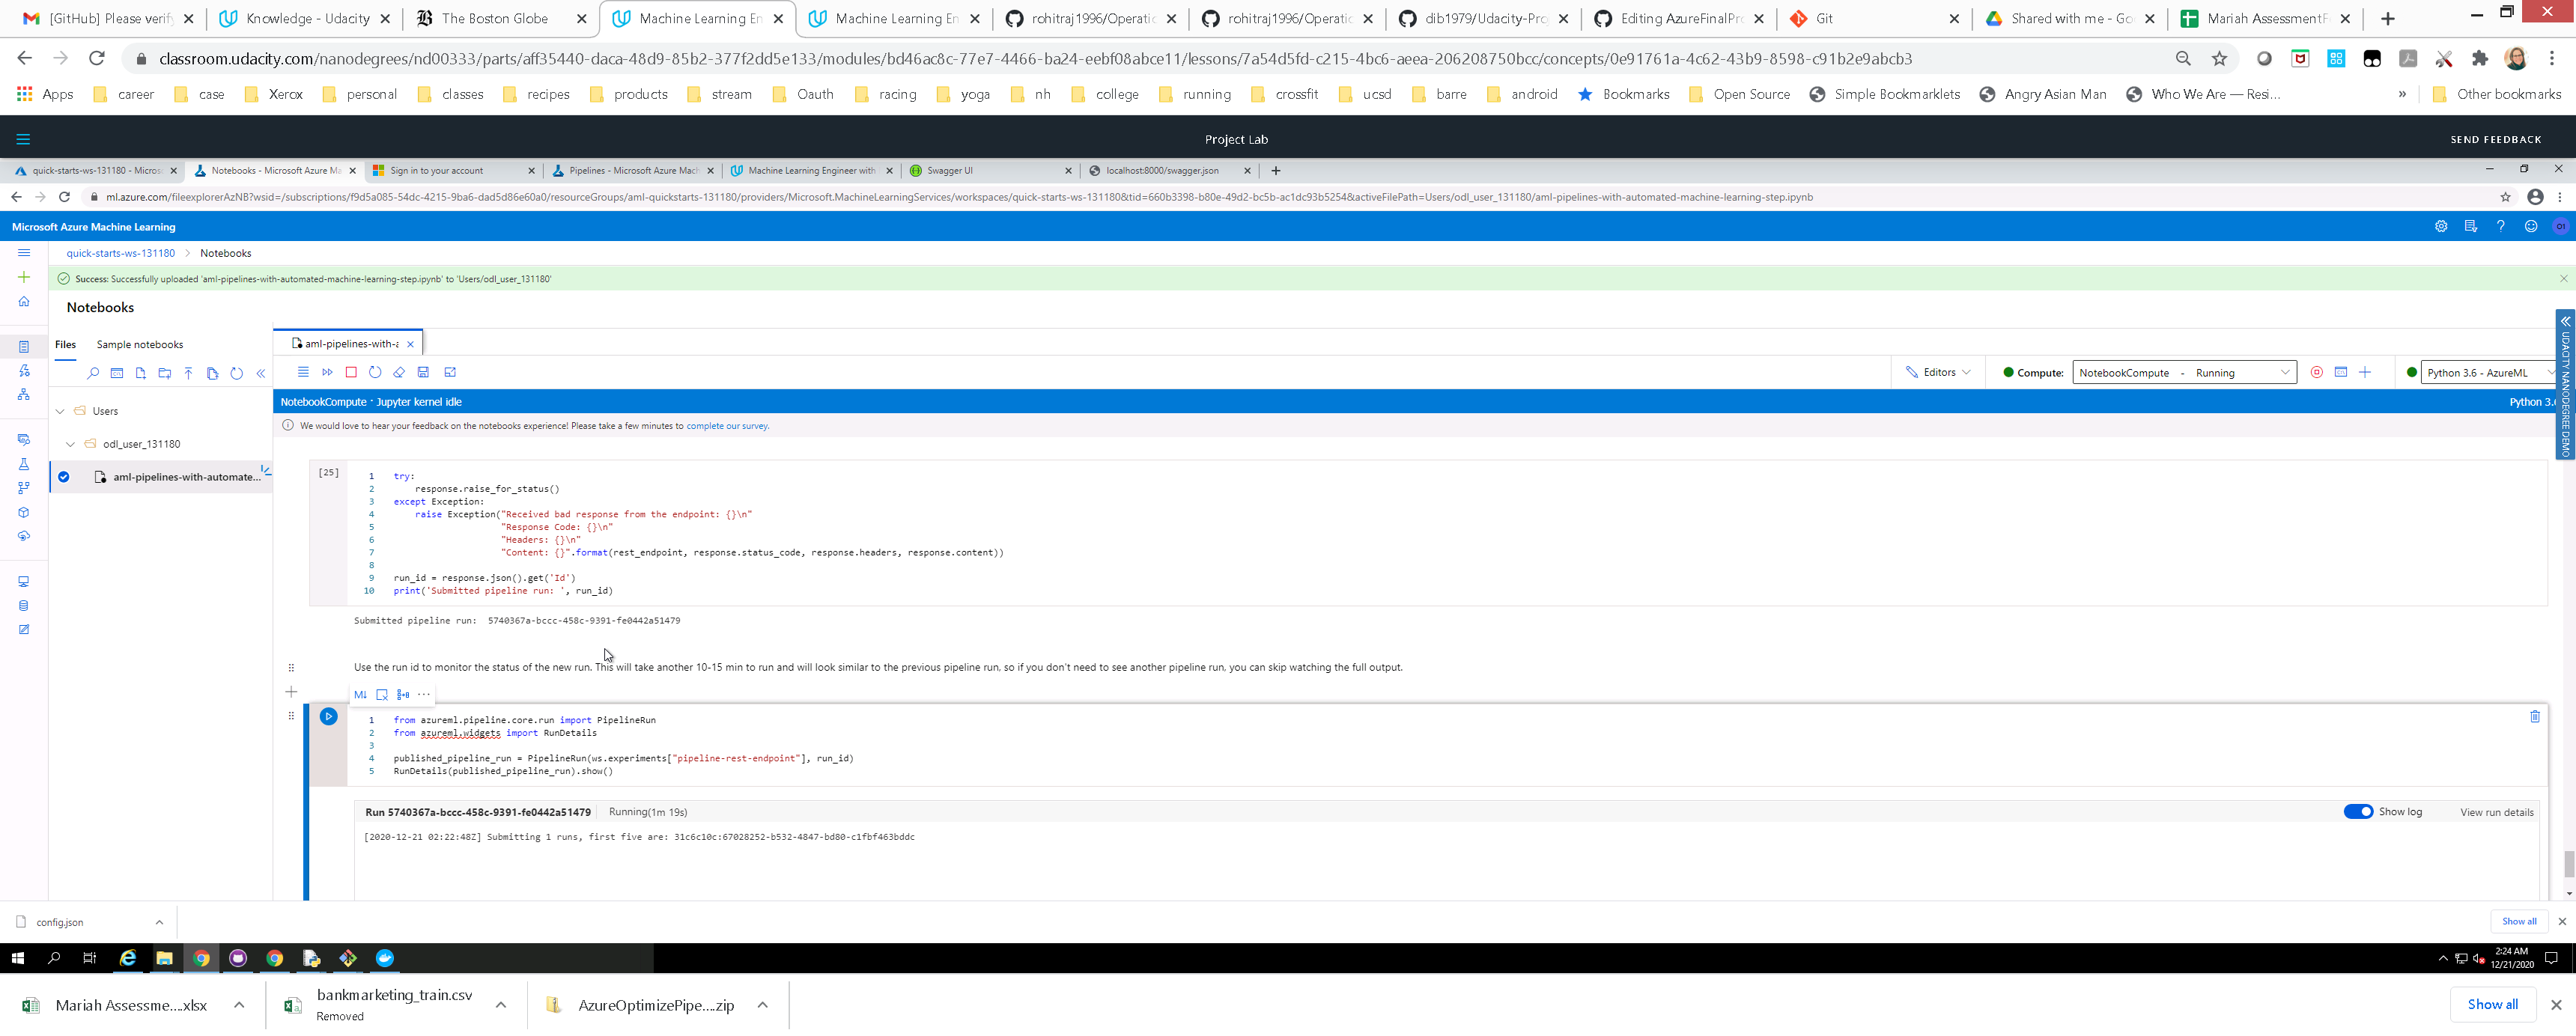 [GitHub] Please verify
Knowledge - Udacity
The Boston Globe
Machine Learning En
Machine Learning En
rohitraj1996/Operatic
rohitraj1996/Operatic
dib1979/Udacity-Pro
Editing AzureFinalPro
Git
Shared with me - Go
Mariah AssessmentF
classroom.udacity.com/nanodegrees/nd00333/parts/aff35440-daca-48d9-85b2-377f2dd5e133/modules/bd46ac8c-77e7-4466-ba24-eebf08abce11/lessons/7a54d5fd-c215-4bc6-aeea-206208750bcc/concepts/0e91761a-4c62-43b9-8598-c91b2e9abcb3
Apps career case Xerox personal classes recipes products stream Oauth racing yoga nh college running crossfit ucsd barre android Bookmarks Open Source Simple Bookmarklets Angry Asian Man Who We Are — Resi... » Other bookmarks
Project Lab
SEND FEEDBACK
quick-starts-ws-131180 - Micros
Notebooks - Microsoft Azure Ma
Sign in to your account
Pipelines - Microsoft Azure Mach
Machine Learning Engineer with
Swagger UI
localhost:8000/swagger.json
ml.azure.com/fileexplorerAzNB?wsid=/subscriptions/f9d5a085-54dc-4215-9ba6-dad5d86e60a0/resourceGroups/aml-quickstarts-131180/providers/Microsoft.MachineLearningServices/workspaces/quick-starts-ws-131180&tid=660b3398-b80e-49d2-bc5b-ac1dc93b5254&activeFilePath=Users/odl_user_131180/aml-pipelines-with-automated-machine-learning-step.ipynb
Microsoft Azure Machine Learning
O1
quick-starts-ws-131180 > Notebooks
Success: Successfully uploaded 'aml-pipelines-with-automated-machine-learning-step.ipynb' to 'Users/odl_user_131180'
Notebooks
Files Sample notebooks
aml-pipelines-with-a
Editors
Compute: NotebookCompute - Running
Python 3.6 - AzureML
UDACITY NANODEGREE DEMO
NotebookCompute · Jupyter kernel idle
Python 3.6
Users
odl_user_131180
aml-pipelines-with-automate...
We would love to hear your feedback on the notebooks experience! Please take a few minutes to complete our survey.
[25]
1 try:
2 response.raise_for_status()
3 except Exception:
4 raise Exception("Received bad response from the endpoint: {}\n"
5 "Response Code: {}\n"
6 "Headers: {}\n"
7 "Content: {}".format(rest_endpoint, response.status_code, response.headers, response.content))
8
9 run_id = response.json().get('Id')
10 print('Submitted pipeline run: ', run_id)
Submitted pipeline run:  5740367a-bccc-458c-9391-fe0442a51479
Use the run id to monitor the status of the new run. This will take another 10-15 min to run and will look similar to the previous pipeline run, so if you don't need to see another pipeline run, you can skip watching the full output.
M↓ ...
1 from azureml.pipeline.core.run import PipelineRun
2 from azureml.widgets import RunDetails
3
4 published_pipeline_run = PipelineRun(ws.experiments["pipeline-rest-endpoint"], run_id)
5 RunDetails(published_pipeline_run).show()
Run 5740367a-bccc-458c-9391-fe0442a51479 Running(1m 19s)
Show log View run details
[2020-12-21 02:22:48Z] Submitting 1 runs, first five are: 31c6c10c:67028252-b532-4847-bd80-c1fbf463bddc
config.json
Show all
2:24 AM
12/21/2020
Mariah Assessme....xlsx
bankmarketing_train.csv
Removed
AzureOptimizePipe....zip
Show all